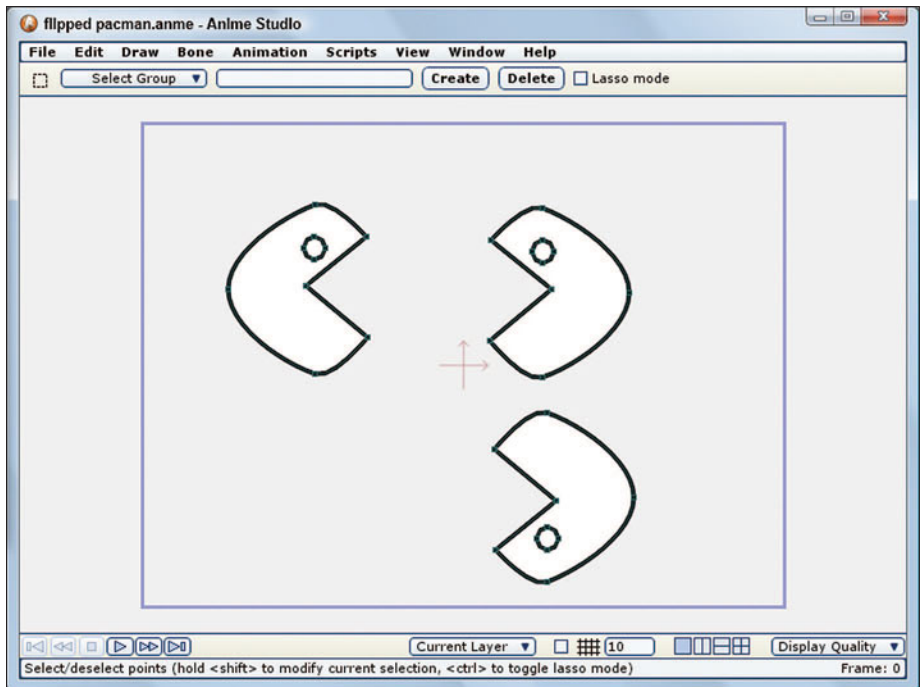 flipped pacman.anme - Anime Studio
File Edit Draw Bone Animation Scripts View Window Help
Select Group Create Delete Lasso mode
Current Layer 10 Display Quality
Select/deselect points (hold <shift> to modify current selection, <ctrl> to toggle lasso mode) Frame: 0